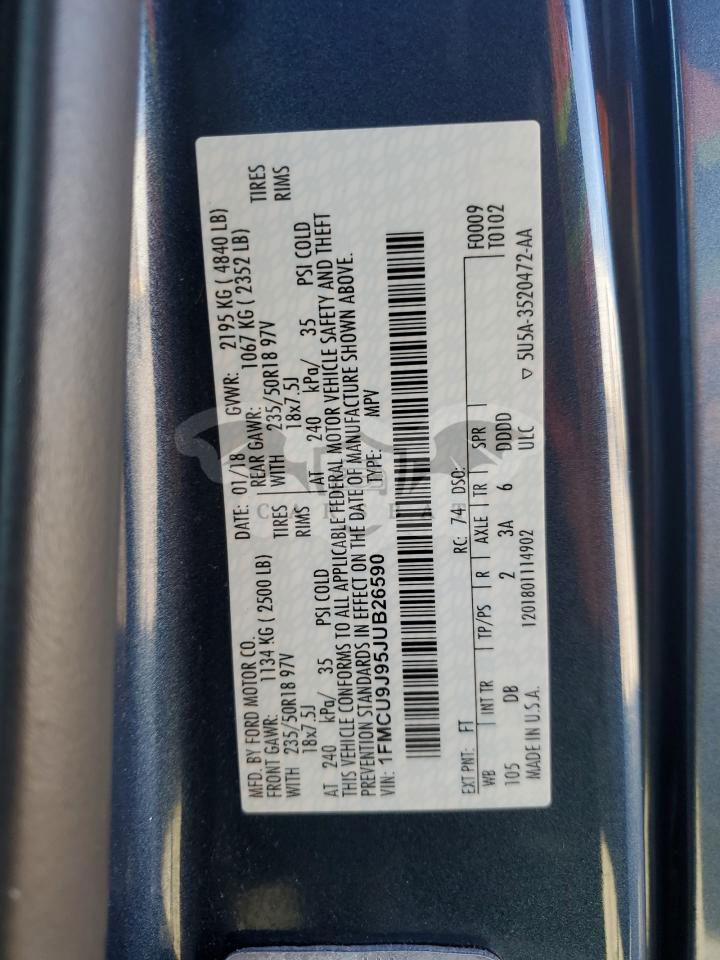 MFD. BY FORD MOTOR CO.
DATE: 01/18 GVWR: 2195 KG ( 4840 LB)
FRONT GAWR: 1134 KG ( 2500 LB) REAR GAWR: 1067 KG ( 2352 LB)
WITH 235/50R18 97V TIRES WITH 235/50R18 97V TIRES
18x7.5J RIMS 18x7.5J RIMS
AT 240 kPa/ 35 PSI COLD AT 240 kPa/ 35 PSI COLD
THIS VEHICLE CONFORMS TO ALL APPLICABLE FEDERAL MOTOR VEHICLE SAFETY AND THEFT
PREVENTION STANDARDS IN EFFECT ON THE DATE OF MANUFACTURE SHOWN ABOVE.
VIN: 1FMCU9J95JUB26590 TYPE: MPV
EXT PNT: FT RC: 74 DSO: F0009
WB INT TR TP/PS R AXLE TR SPR T0102
105 DB 2 3A 6 DDDD
MADE IN U.S.A. 1201801114902 ULC ▽ 5U5A-3520472-AA